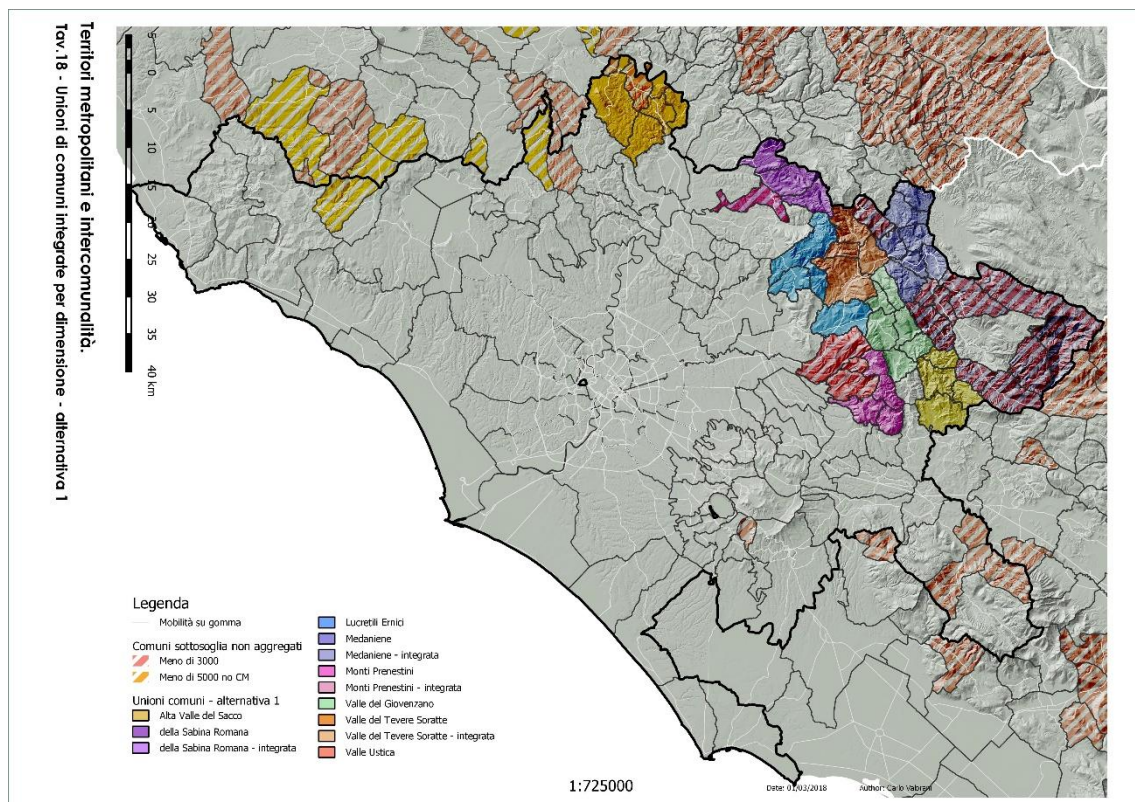 Territori metropolitani e intercomunalità.
Tav.18 - Unioni di comuni integrate per dimensione - alternativa 1
5
0
5
10
15
20
25
30
35
40 km
Legenda
Mobilità su gomma
Comuni sottosoglia non aggregati
Meno di 3000
Meno di 5000 no CM
Unioni comuni - alternativa 1
Alta Valle del Sacco
della Sabina Romana
della Sabina Romana - integrata
Lucretili Ernici
Medaniene
Medaniene - integrata
Monti Prenestini
Monti Prenestini - integrata
Valle del Giovenzano
Valle del Tevere Soratte
Valle del Tevere Soratte - integrata
Valle Ustica
1:725000
Date: 01/03/2018 Author: Carlo Vabrani